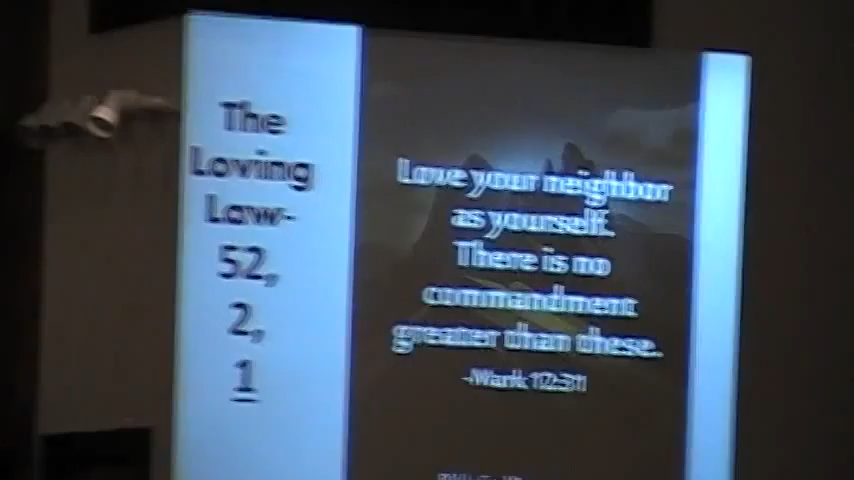 The
Loving
Law-
52,
2,
1
Love your neighbor
as yourself.
There is no
commandment
greater than these.
-Mark 12:31